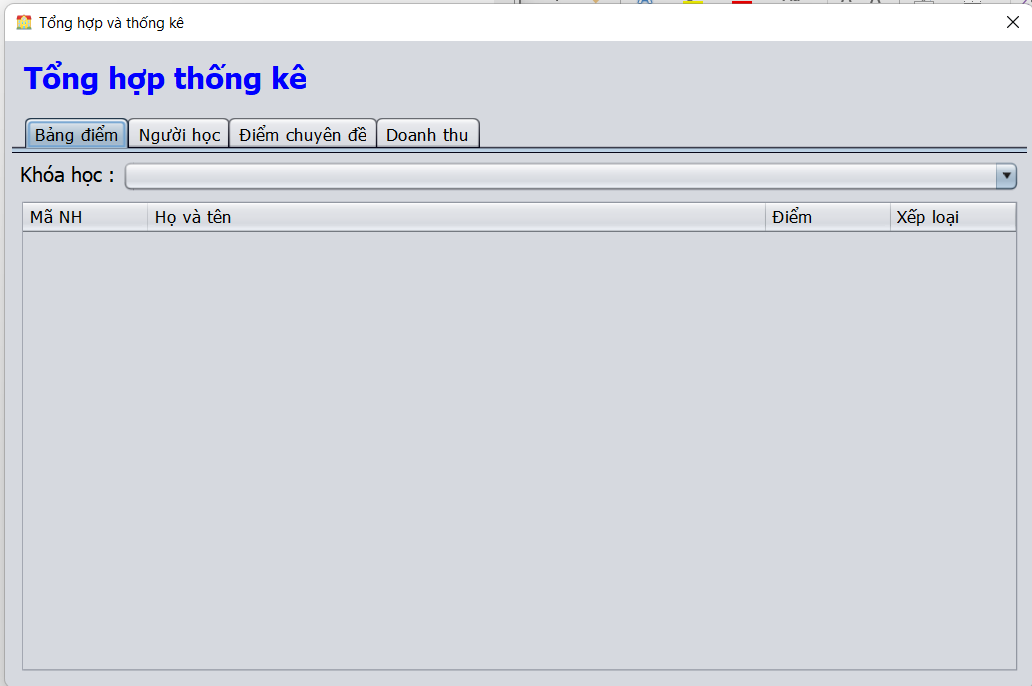 Tổng hợp và thống kê
Tổng hợp thống kê
Bảng điểm Người học Điểm chuyên đề Doanh thu
Khóa học :
Mã NH Họ và tên Điểm Xếp loại